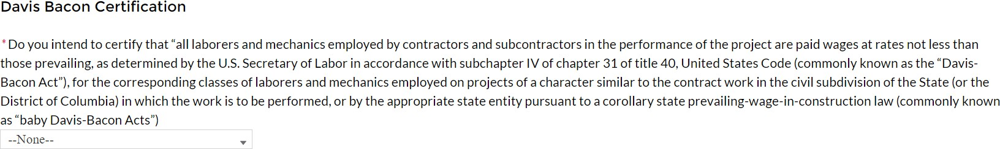 Davis Bacon Certification
* Do you intend to certify that “all laborers and mechanics employed by contractors and subcontractors in the performance of the project are paid wages at rates not less than
those prevailing, as determined by the U.S. Secretary of Labor in accordance with subchapter IV of chapter 31 of title 40, United States Code (commonly known as the “Davis-
Bacon Act”), for the corresponding classes of laborers and mechanics employed on projects of a character similar to the contract work in the civil subdivision of the State (or the
District of Columbia) in which the work is to be performed, or by the appropriate state entity pursuant to a corollary state prevailing-wage-in-construction law (commonly known
as “baby Davis-Bacon Acts”)
--None--